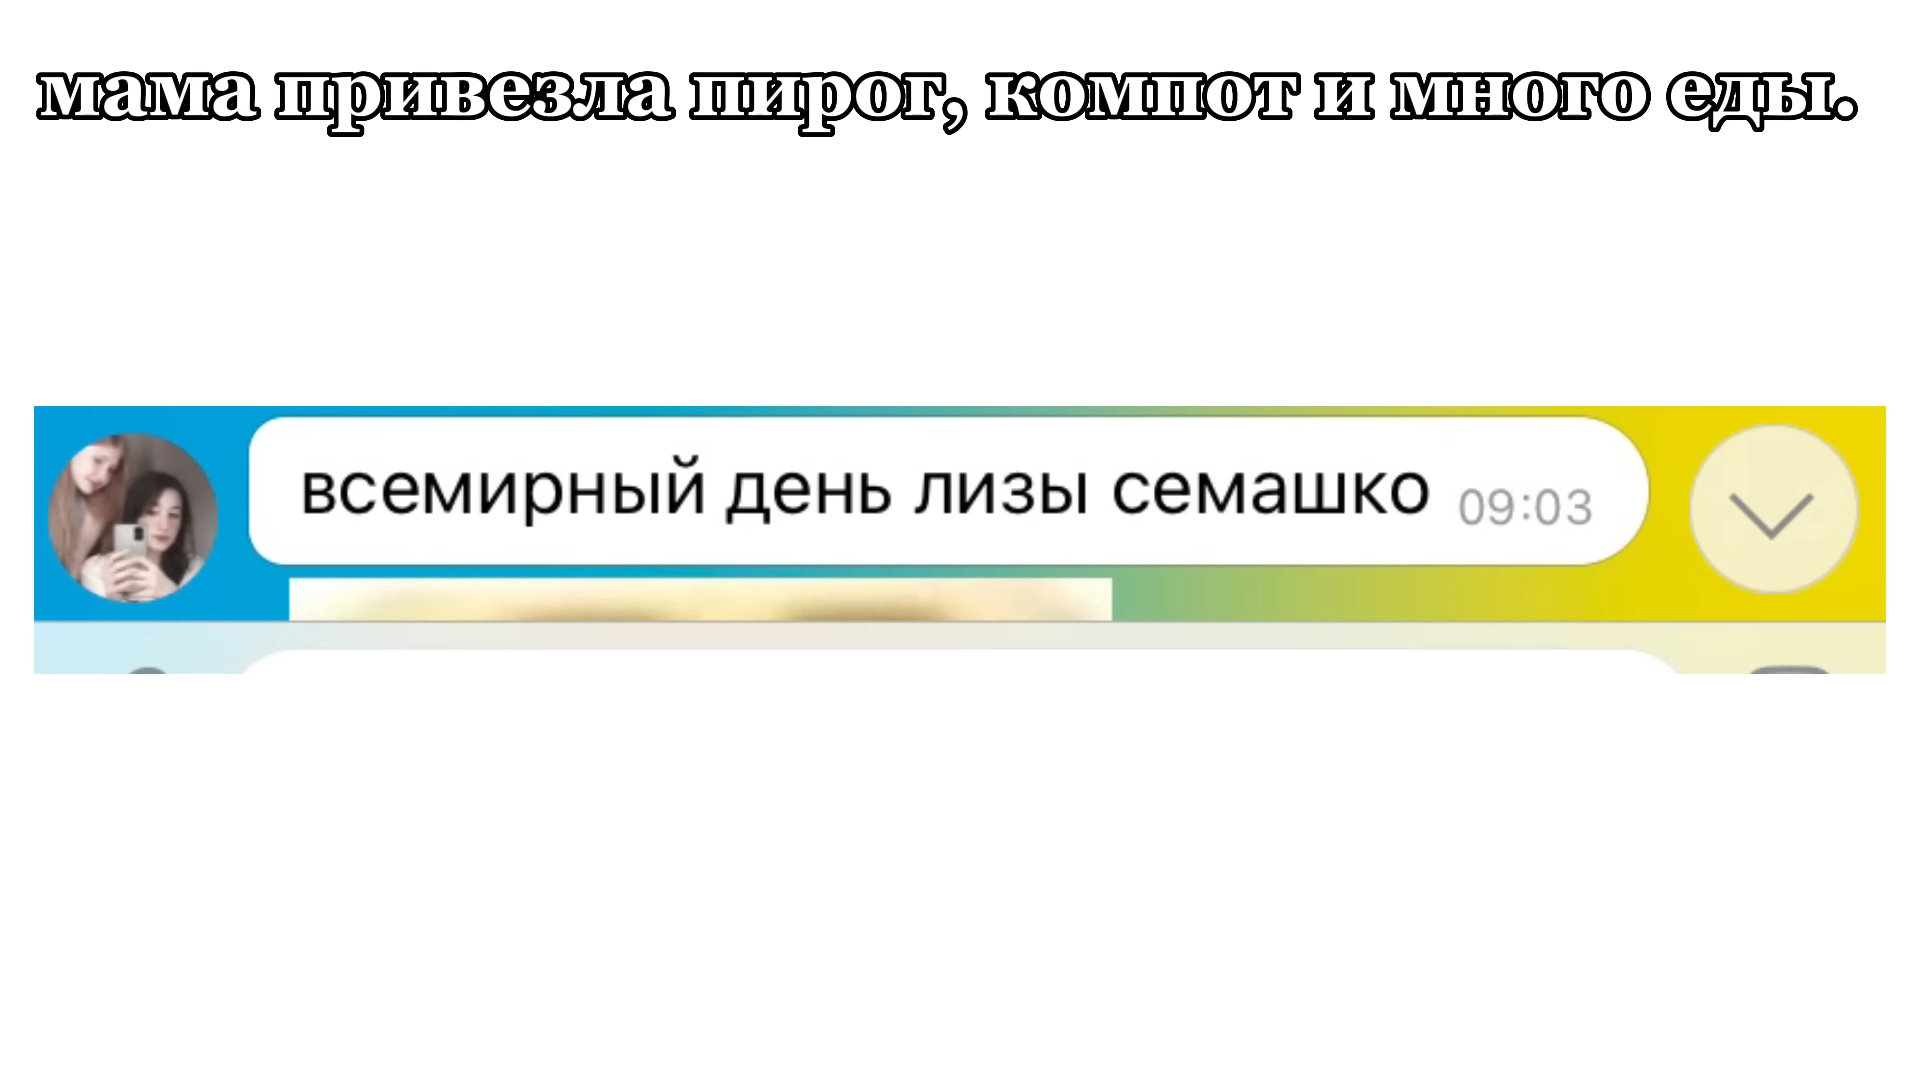 мама привезла пирог, компот и много еды.
всемирный день лизы семашко 09:03